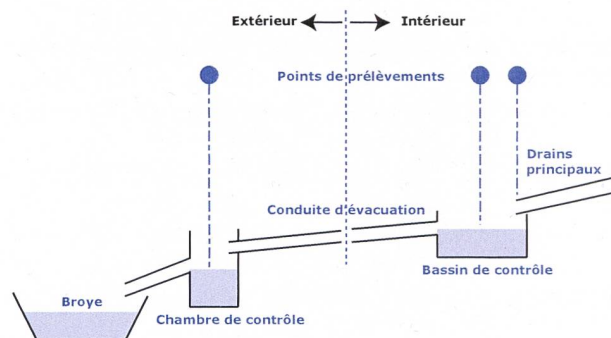 Extérieur
Intérieur
Points de prélèvements
Drains
principaux
Conduite d'évacuation
Bassin de contrôle
Broye
Chambre de contrôle